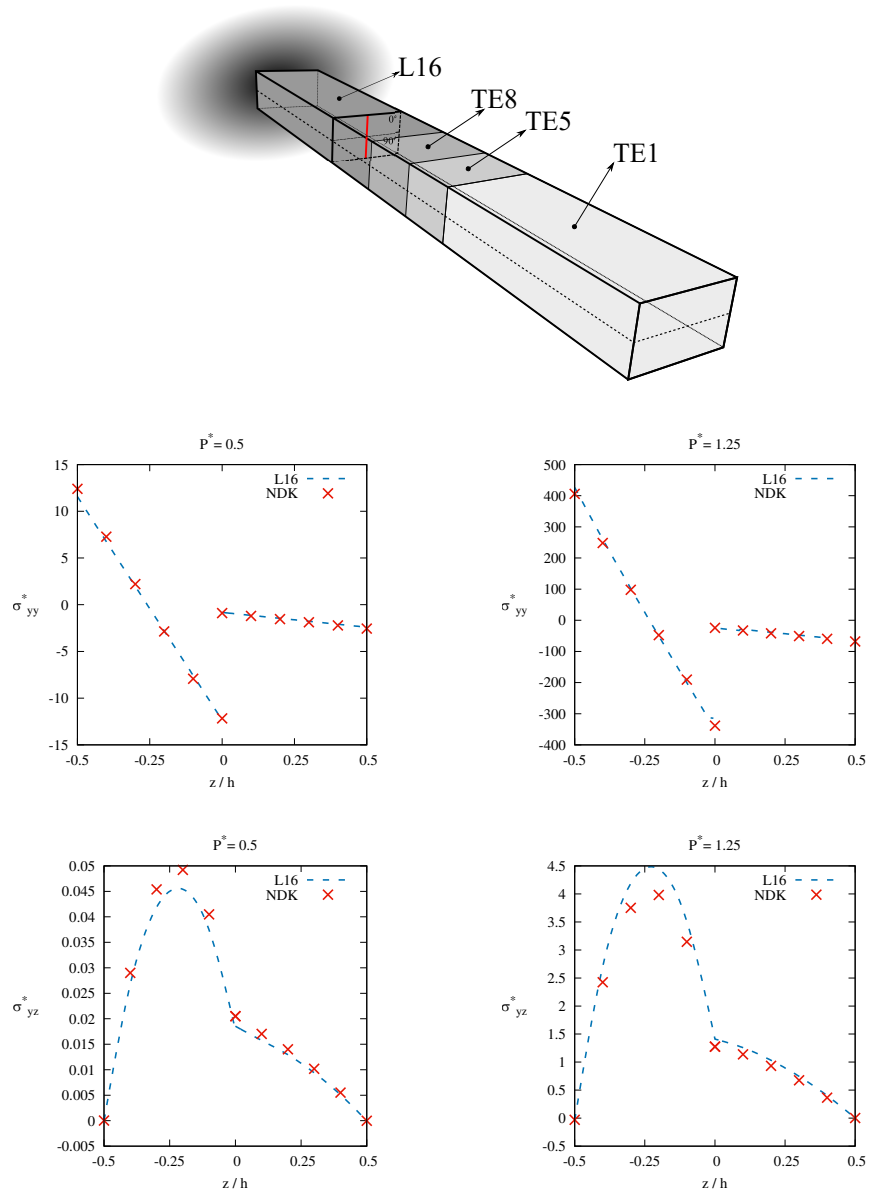 L16
TE8
TE5
TE1
0°
90°
P* = 0.5
σ*yy
15
10
5
0
-5
-10
-15
-0.5
-0.25
0
0.25
0.5
z / h
L16
NDK
P* = 1.25
σ*yy
500
400
300
200
100
0
-100
-200
-300
-400
-0.5
-0.25
0
0.25
0.5
z / h
L16
NDK
P* = 0.5
σ*yz
0.05
0.045
0.04
0.035
0.03
0.025
0.02
0.015
0.01
0.005
0
-0.005
-0.5
-0.25
0
0.25
0.5
z / h
L16
NDK
P* = 1.25
σ*yz
4.5
4
3.5
3
2.5
2
1.5
1
0.5
0
-0.5
-0.5
-0.25
0
0.25
0.5
z / h
L16
NDK